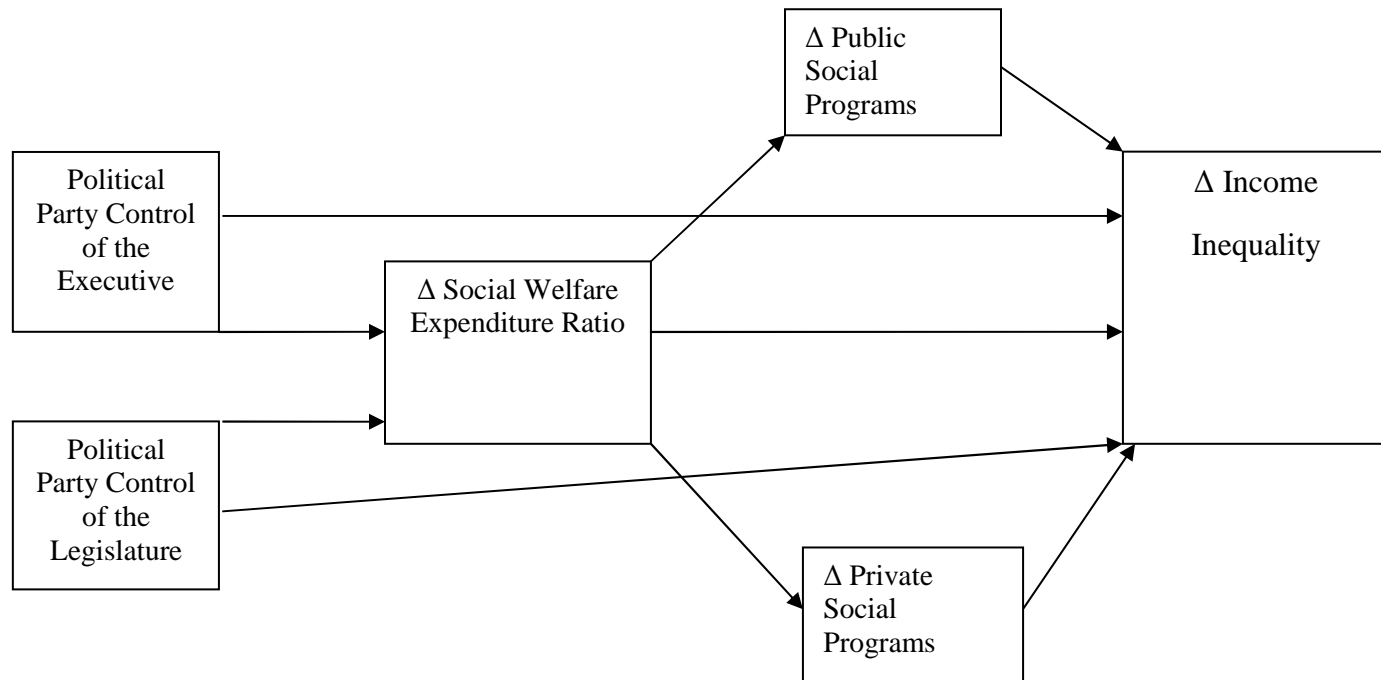 Δ Public
Social
Programs
Political
Party Control
of the
Executive
Δ Income
Inequality
Δ Social Welfare
Expenditure Ratio
Political
Party Control
of the
Legislature
Δ Private
Social
Programs